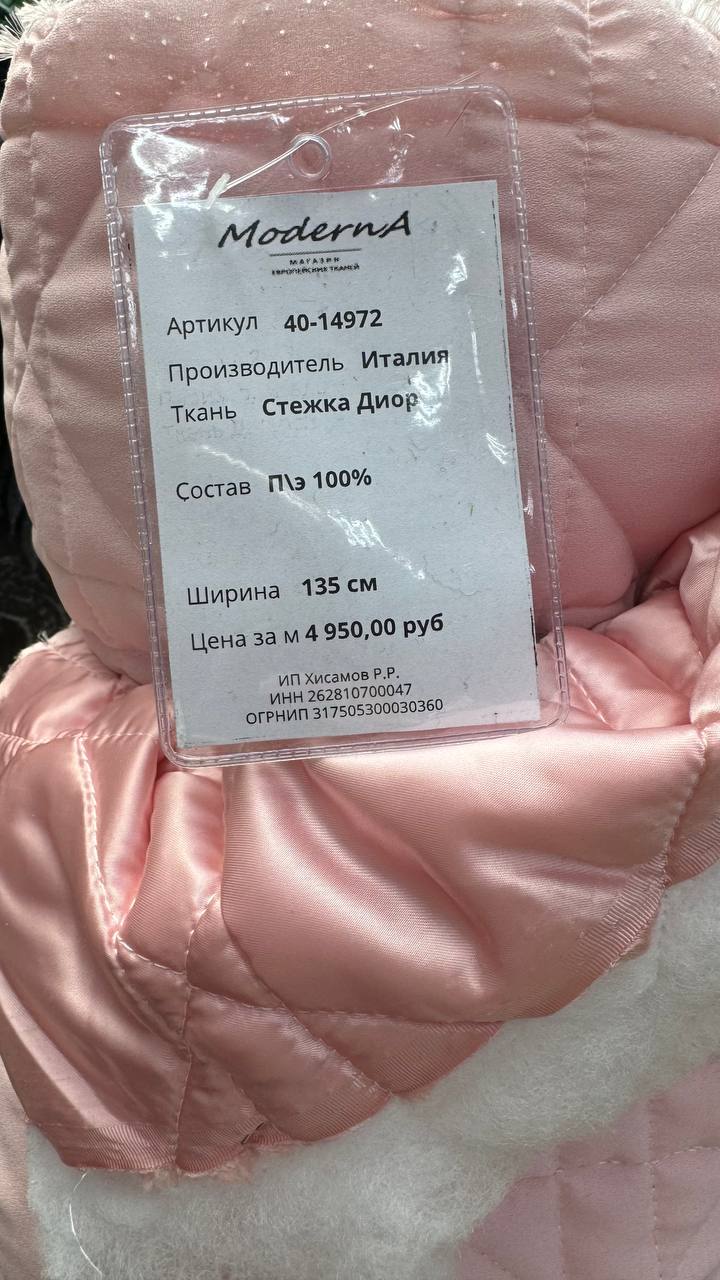 ModernA
МАГАЗИН
ЕВРОПЕЙСКИХ ТКАНЕЙ
Артикул 40-14972
Производитель Италия
Ткань Стежка Диор
Состав П\э 100%
Ширина 135 см
Цена за м 4 950,00 руб
ИП Хисамов Р.Р.
ИНН 262810700047
ОГРНИП 317505300030360